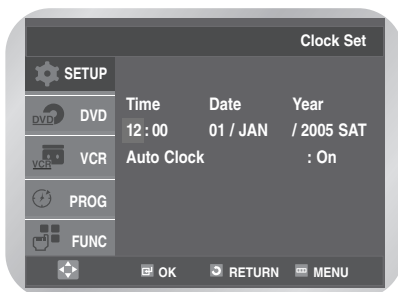 Clock Set
SETUP
DVD DVD
VCR VCR
PROG
FUNC
Time Date Year
12 : 00 01 / JAN / 2005 SAT
Auto Clock : On
OK RETURN MENU